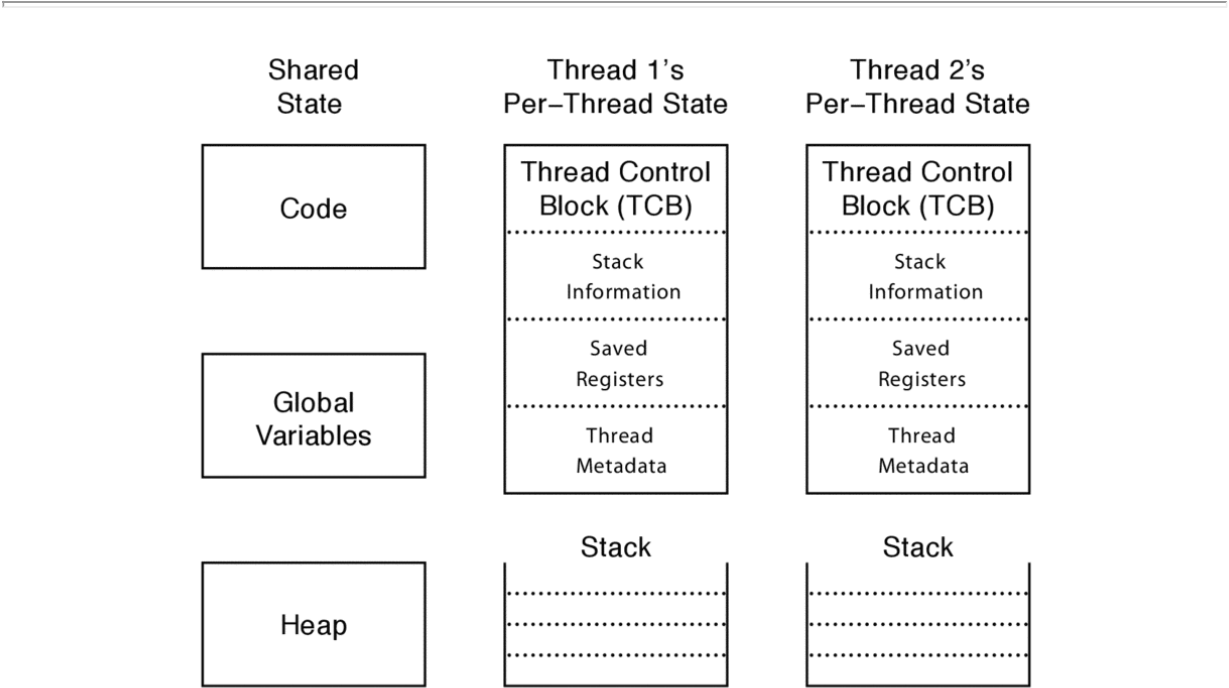 Shared
State
Code
Global
Variables
Heap
Thread 1's
Per–Thread State
Thread Control
Block (TCB)
Stack
Information
Saved
Registers
Thread
Metadata
Stack
Thread 2's
Per–Thread State
Thread Control
Block (TCB)
Stack
Information
Saved
Registers
Thread
Metadata
Stack